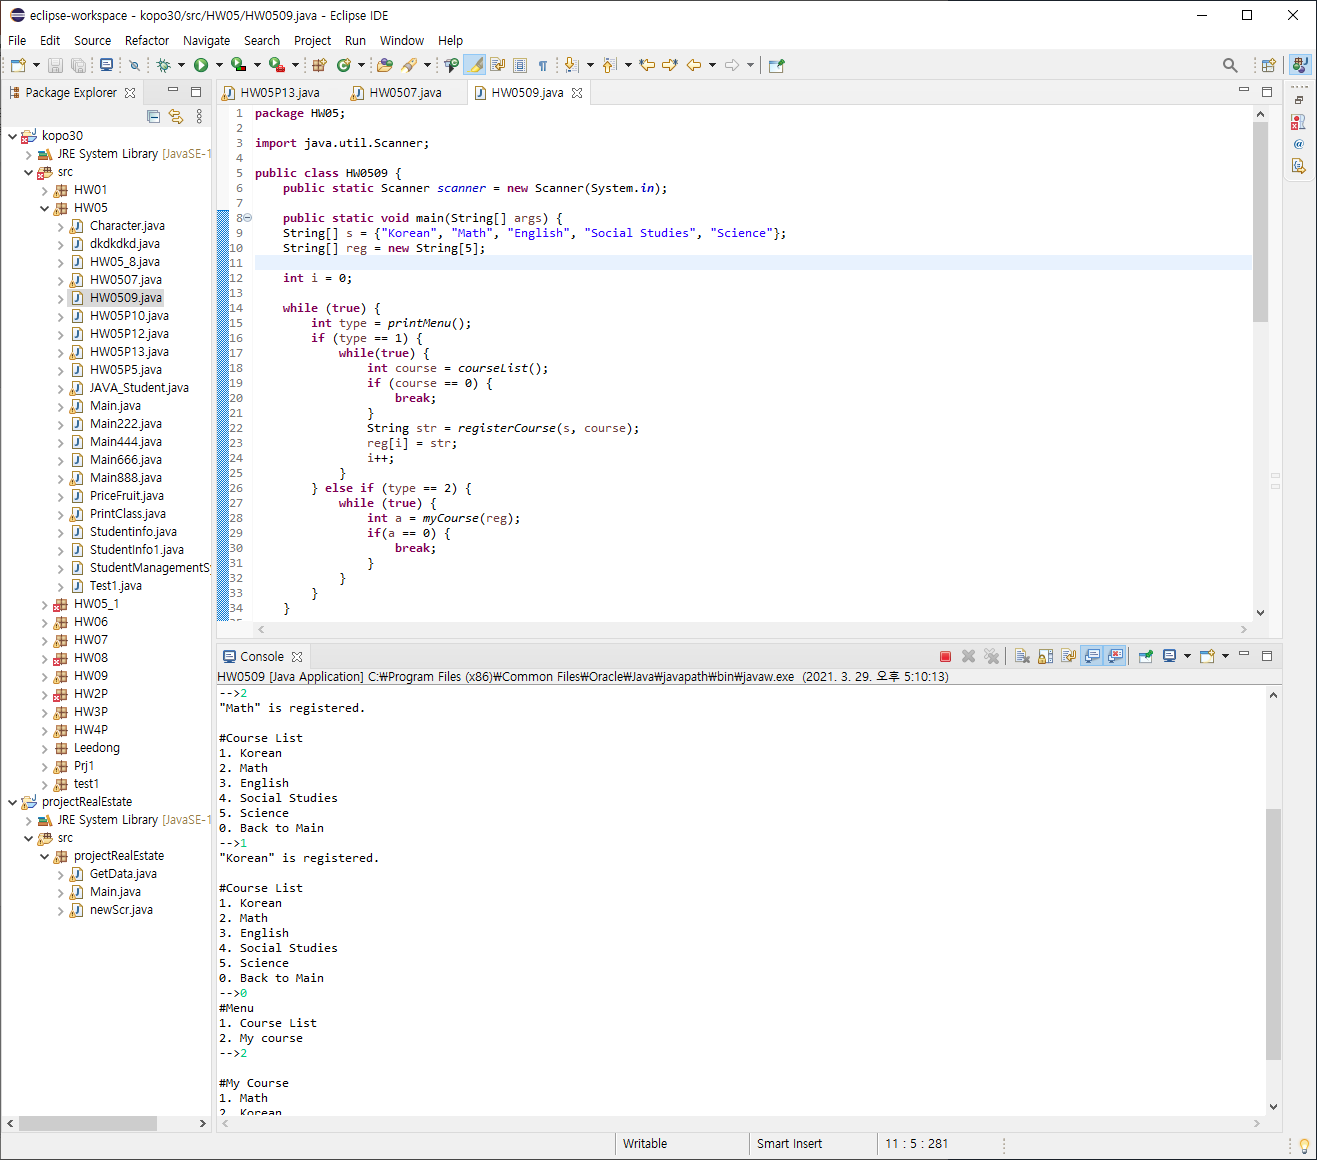 eclipse-workspace - kopo30/src/HW05/HW0509.java - Eclipse IDE
File Edit Source Refactor Navigate Search Project Run Window Help
Package Explorer
kopo30
JRE System Library [JavaSE-1
src
HW01
HW05
Character.java
dkdkdkd.java
HW05_8.java
HW0507.java
HW0509.java
HW05P10.java
HW05P12.java
HW05P13.java
HW05P5.java
JAVA_Student.java
Main.java
Main222.java
Main444.java
Main666.java
Main888.java
PriceFruit.java
PrintClass.java
Studentinfo.java
StudentInfo1.java
StudentManagementS
Test1.java
HW05_1
HW06
HW07
HW08
HW09
HW2P
HW3P
HW4P
Leedong
Prj1
test1
projectRealEstate
JRE System Library [JavaSE-1
src
projectRealEstate
GetData.java
Main.java
newScr.java
HW05P13.java HW0507.java HW0509.java
1 package HW05;
2
3 import java.util.Scanner;
4
5 public class HW0509 {
6 public static Scanner scanner = new Scanner(System.in);
7
8 public static void main(String[] args) {
9 String[] s = {"Korean", "Math", "English", "Social Studies", "Science"};
10 String[] reg = new String[5];
11
12 int i = 0;
13
14 while (true) {
15 int type = printMenu();
16 if (type == 1) {
17 while(true) {
18 int course = courseList();
19 if (course == 0) {
20 break;
21 }
22 String str = registerCourse(s, course);
23 reg[i] = str;
24 i++;
25 }
26 } else if (type == 2) {
27 while (true) {
28 int a = myCourse(reg);
29 if(a == 0) {
30 break;
31 }
32 }
33 }
34 }
Console
HW0509 [Java Application] C:₩Program Files (x86)₩Common Files₩Oracle₩Java₩javapath₩bin₩javaw.exe (2021. 3. 29. 오후 5:10:13)
-->2
"Math" is registered.
#Course List
1. Korean
2. Math
3. English
4. Social Studies
5. Science
0. Back to Main
-->1
"Korean" is registered.
#Course List
1. Korean
2. Math
3. English
4. Social Studies
5. Science
0. Back to Main
-->0
#Menu
1. Course List
2. My course
-->2
#My Course
1. Math
2. Korean
Writable Smart Insert 11 : 5 : 281